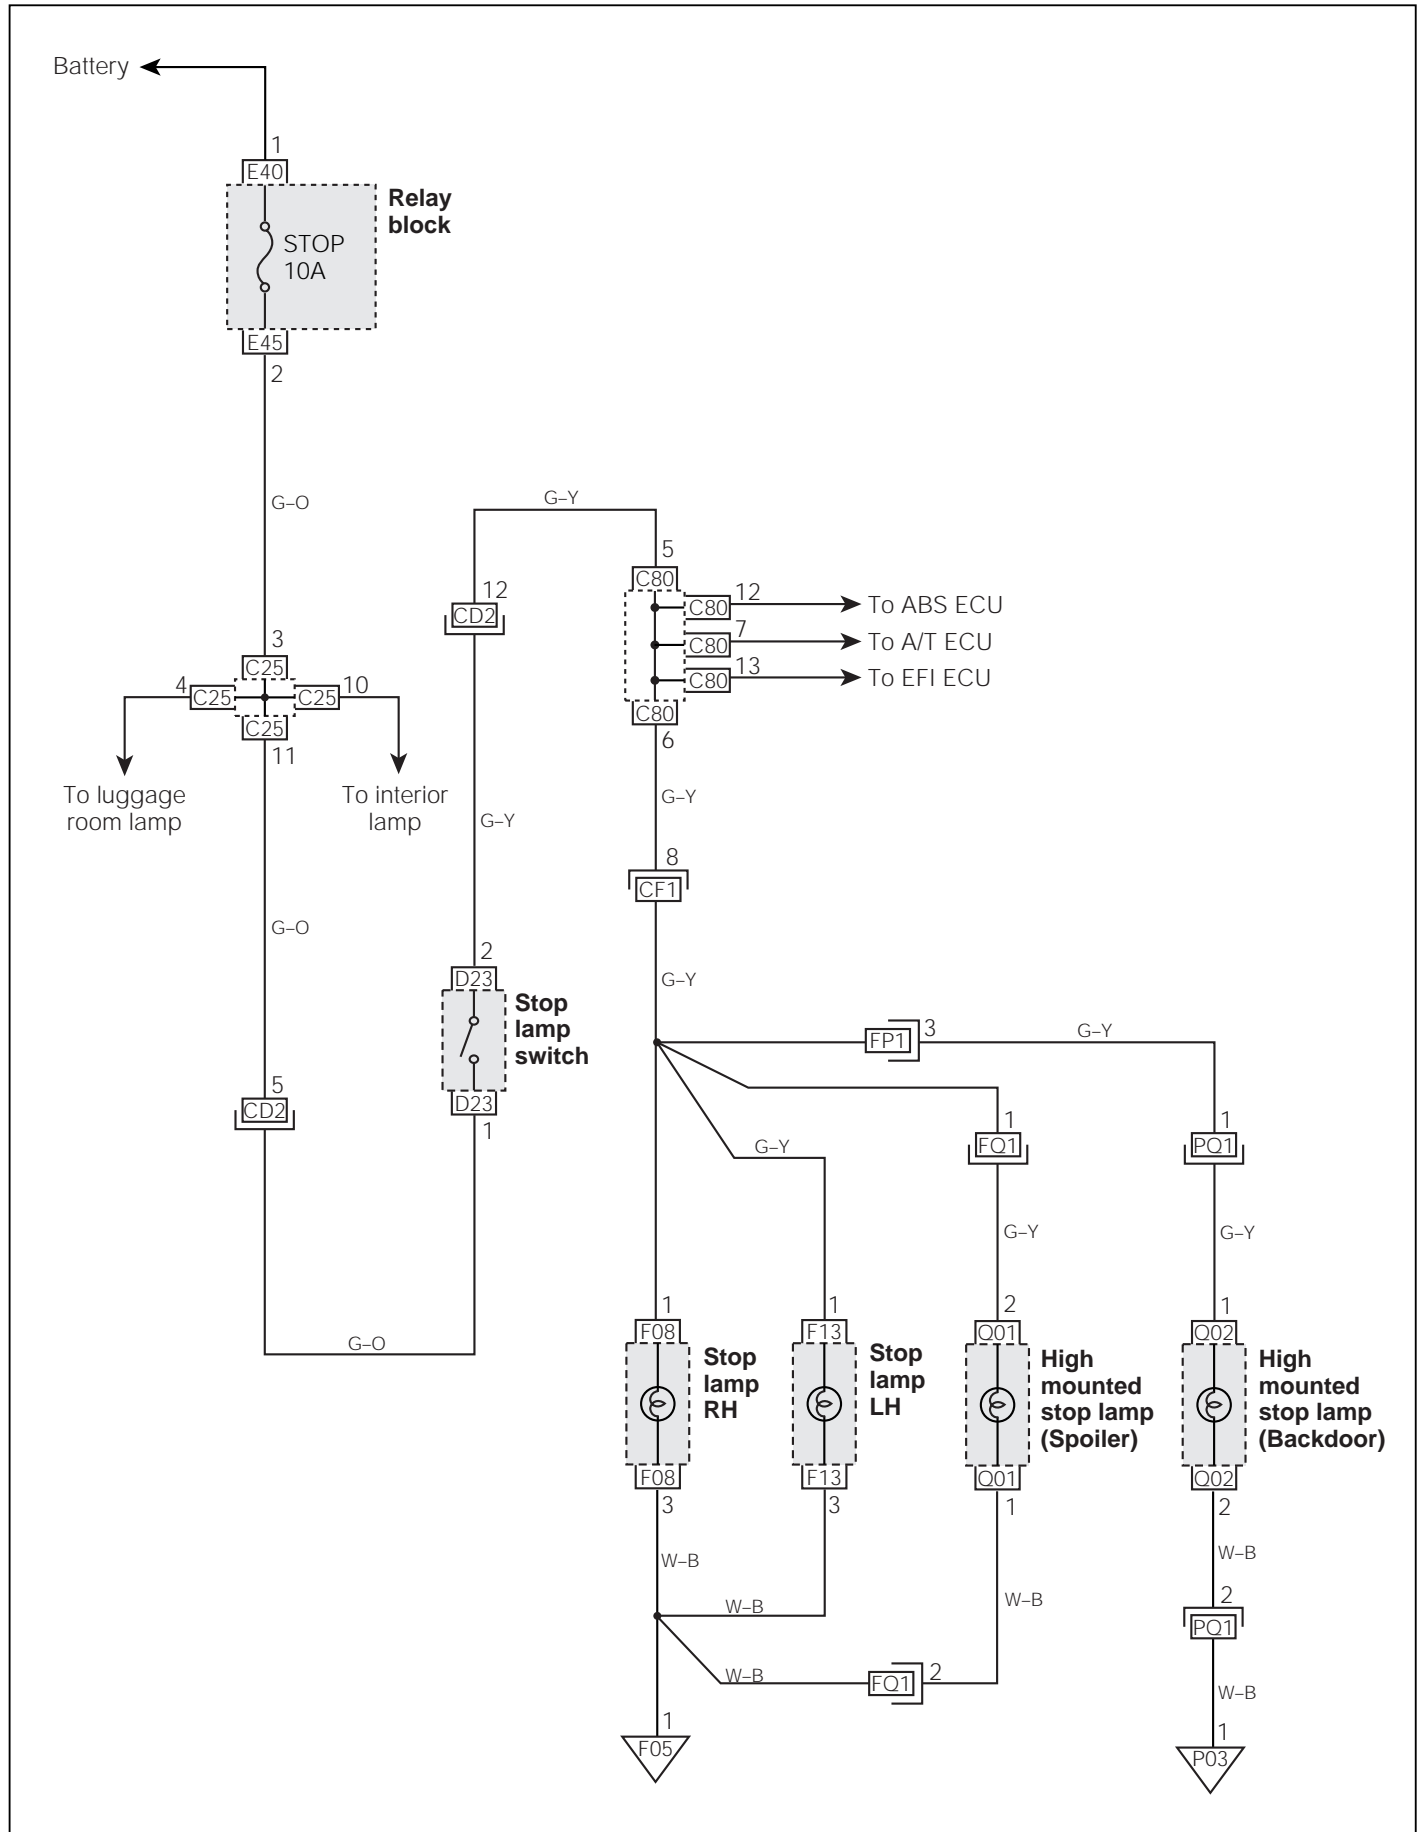 Battery
1
E40
Relay
block
STOP
10A
E45
2
G–O
G–Y
5
C80
12
CD2
12
C80
To ABS ECU
7
C80
To A/T ECU
13
C80
To EFI ECU
C80
6
3
C25
4
C25
C25
10
C25
11
To luggage
room lamp
To interior
lamp
G–Y
G–Y
8
CF1
G–O
G–Y
2
D23
Stop
lamp
switch
D23
1
5
CD2
G–O
FP1
3
G–Y
G–Y
1
FQ1
1
PQ1
G–Y
G–Y
1
F08
Stop
lamp
RH
F08
3
1
F13
Stop
lamp
LH
F13
3
2
Q01
High
mounted
stop lamp
(Spoiler)
Q01
1
1
Q02
High
mounted
stop lamp
(Backdoor)
Q02
2
W–B
W–B
W–B
W–B
2
PQ1
W–B
FQ1
2
W–B
1
F05
1
P03